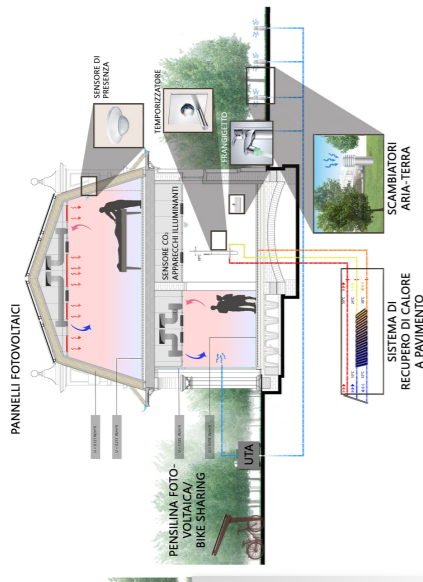 PANNELLI FOTOVOLTAICI
SENSORE DI
PRESENZA
TEMPORIZZATORE
FRANGIGETTO
SENSORE CO₂
APPARECCHI ILLUMINANTI
PENSILINA FOTO-
VOLTAICA/
BIKE SHARING
UTA
SCAMBIATORI
ARIA-TERRA
SISTEMA DI
RECUPERO DI CALORE
A PAVIMENTO